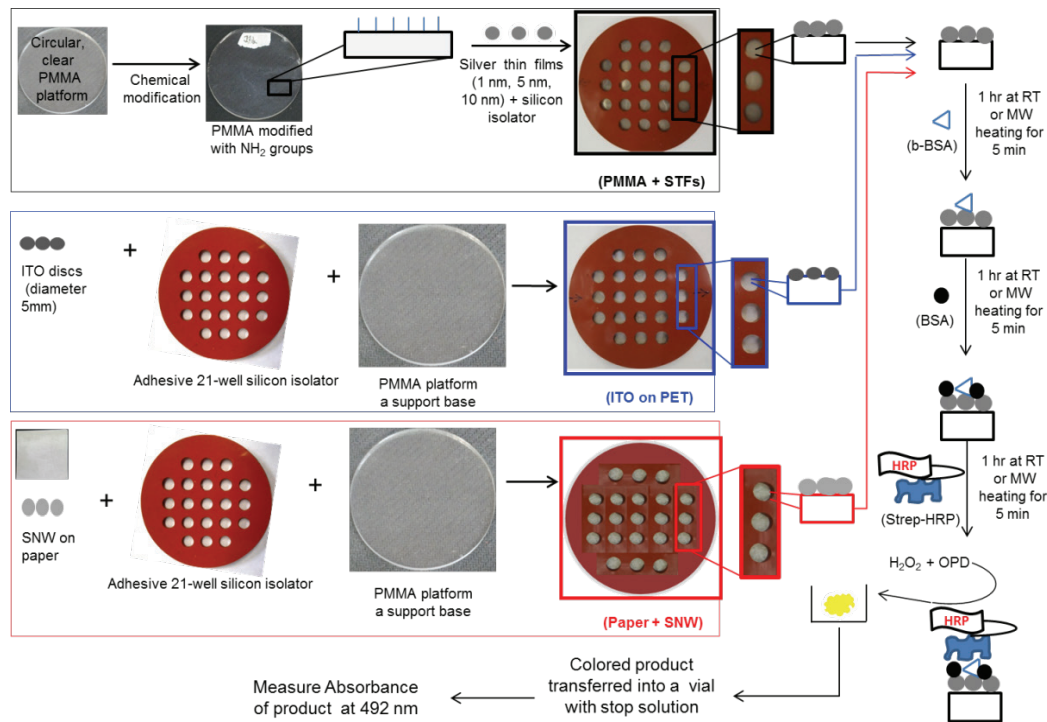 Circular,
clear
PMMA
platform
Chemical
modification
PMMA modified
with NH₂ groups
Silver thin films
(1 nm, 5 nm,
10 nm) + silicon
isolator
(PMMA + STFs)
1 hr at RT
or MW
heating for
5 min
(b-BSA)
ITO discs
(diameter
5mm)
+
Adhesive 21-well silicon isolator
+
PMMA platform
a support base
(ITO on PET)
1 hr at RT
or MW
heating for
5 min
(BSA)
SNW on
paper
+
Adhesive 21-well silicon isolator
+
PMMA platform
a support base
(Paper + SNW)
HRP
(Strep-HRP)
1 hr at RT
or MW
heating for
5 min
H₂O₂ + OPD
HRP
Colored product
transferred into a vial
with stop solution
Measure Absorbance
of product at 492 nm